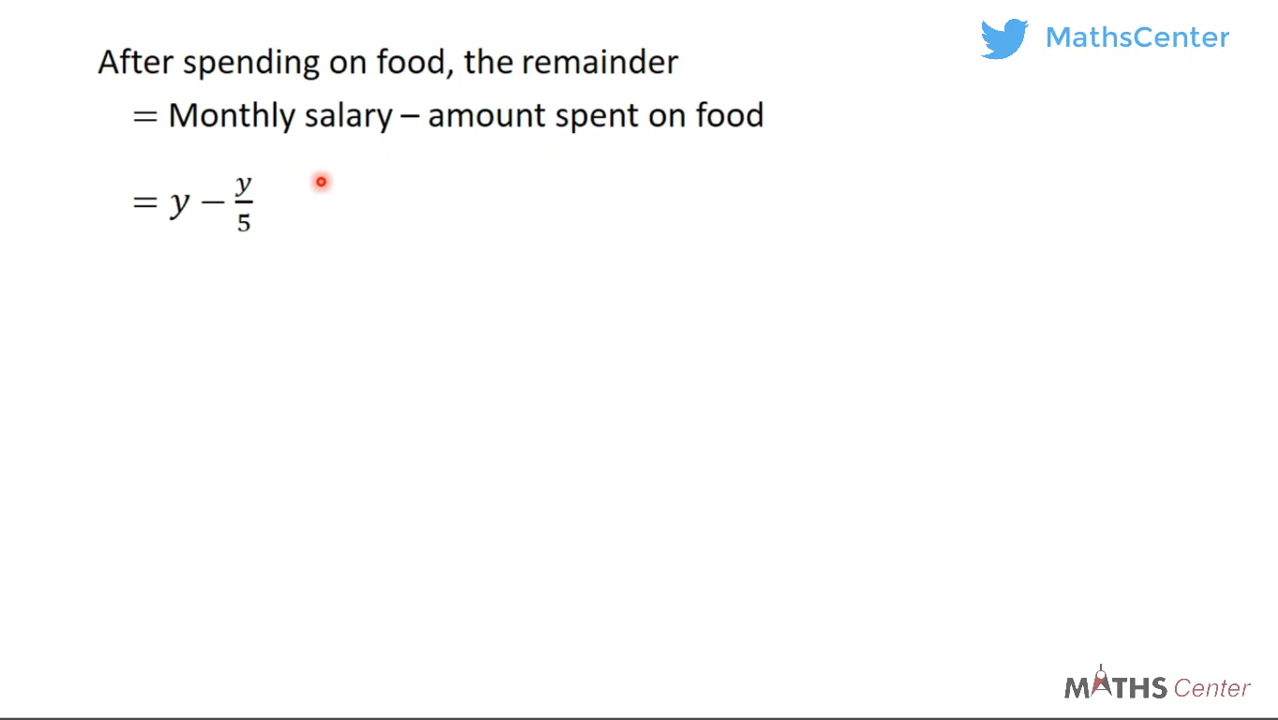 MathsCenter
After spending on food, the remainder
= Monthly salary – amount spent on food
= y − y/5
MATHS Center